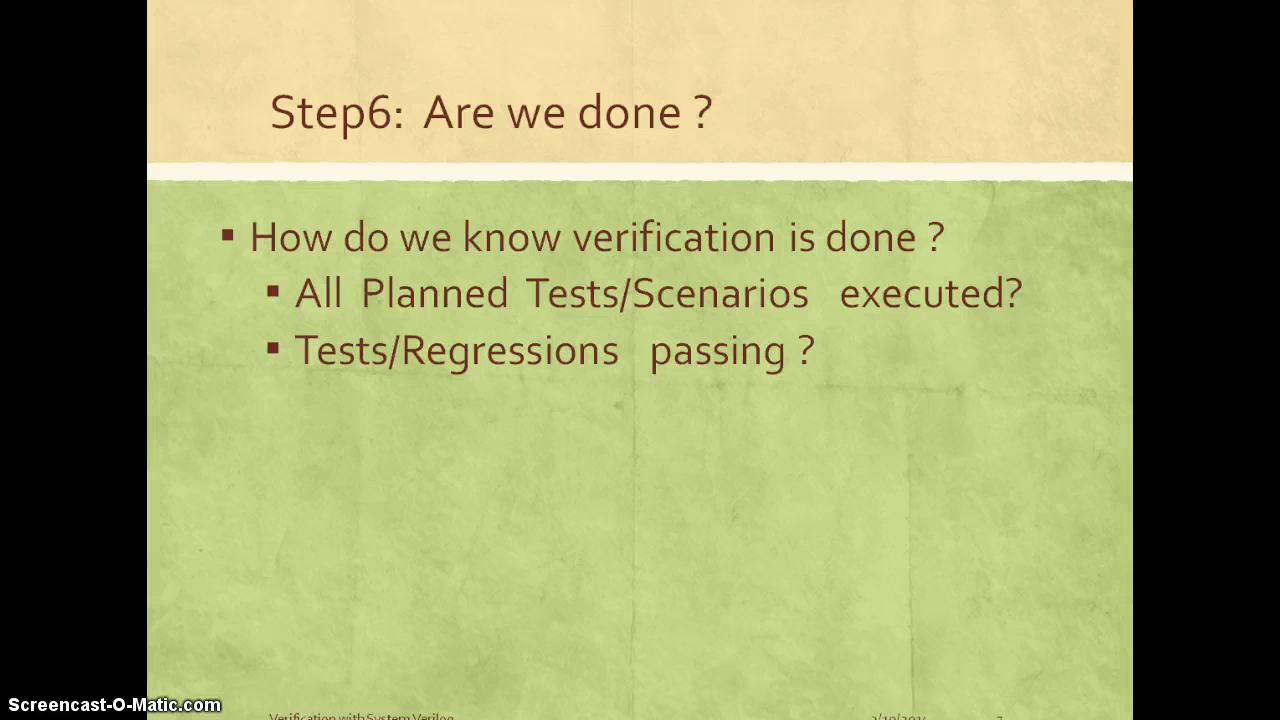 Step6: Are we done ?
▪ How do we know verification is done ?
▪ All Planned Tests/Scenarios executed?
▪ Tests/Regressions passing ?
Screencast-O-Matic.com
Verification with System Verilog